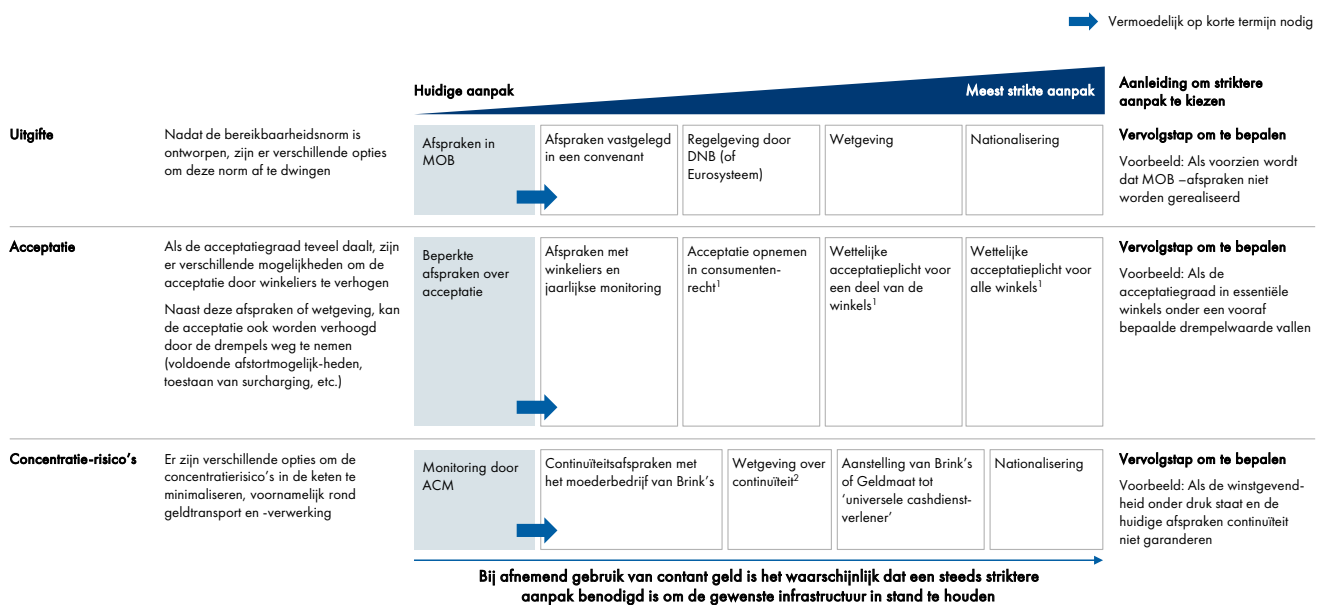 Vermoedelijk op korte termijn nodig
Huidige aanpak
Meest strikte aanpak
Aanleiding om striktere
aanpak te kiezen
Uitgifte
Nadat de bereikbaarheidsnorm is
ontworpen, zijn er verschillende opties
om deze norm af te dwingen
Afspraken in
MOB
Afspraken vastgelegd
in een convenant
Regelgeving door
DNB (of
Eurosysteem)
Wetgeving
Nationalisering
Vervolgstap om te bepalen
Voorbeeld: Als voorzien wordt
dat MOB –afspraken niet
worden gerealiseerd
Acceptatie
Als de acceptatiegraad teveel daalt, zijn
er verschillende mogelijkheden om de
acceptatie door winkeliers te verhogen
Naast deze afspraken of wetgeving, kan
de acceptatie ook worden verhoogd
door de drempels weg te nemen
(voldoende afstortmogelijk-heden,
toestaan van surcharging, etc.)
Beperkte
afspraken over
acceptatie
Afspraken met
winkeliers en
jaarlijkse monitoring
Acceptatie opnemen
in consumenten-
recht1
Wettelijke
acceptatieplicht voor
een deel van de
winkels1
Wettelijke
acceptatieplicht voor
alle winkels1
Vervolgstap om te bepalen
Voorbeeld: Als de
acceptatiegraad in essentiële
winkels onder een vooraf
bepaalde drempelwaarde vallen
Concentratie-risico's
Er zijn verschillende opties om de
concentratierisico's in de keten te
minimaliseren, voornamelijk rond
geldtransport en -verwerking
Monitoring door
ACM
Continuïteitsafspraken met
het moederbedrijf van Brink's
Wetgeving over
continuïteit2
Aanstelling van Brink's
of Geldmaat tot
'universele cashdienst-
verlener'
Nationalisering
Vervolgstap om te bepalen
Voorbeeld: Als de winstgevend-
heid onder druk staat en de
huidige afspraken continuïteit
niet garanderen
Bij afnemend gebruik van contant geld is het waarschijnlijk dat een steeds striktere
aanpak benodigd is om de gewenste infrastructuur in stand te houden